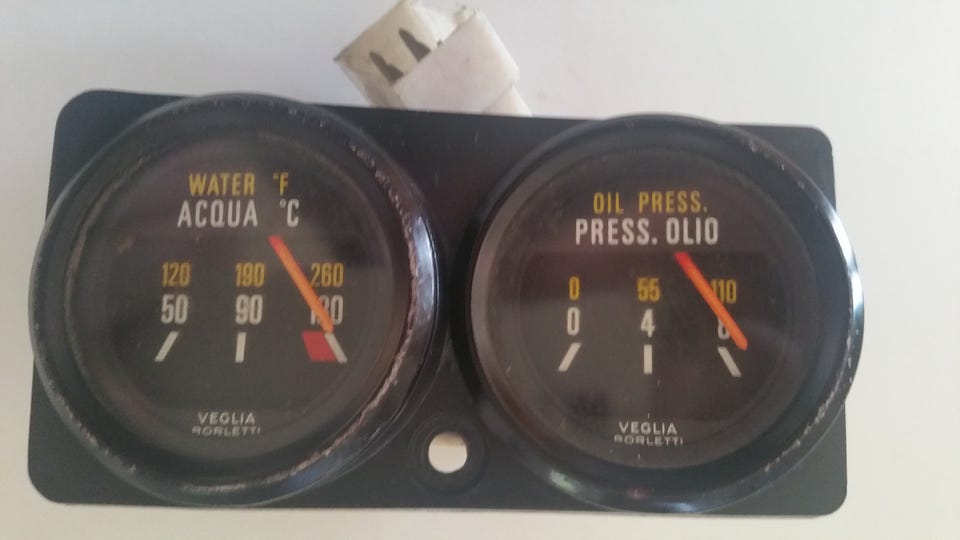 WATER °F
ACQUA °C
120 190 260
50 90 130
VEGLIA
BORLETTI
OIL PRESS.
PRESS. OLIO
0 55 110
0 4 8
VEGLIA
BORLETTI